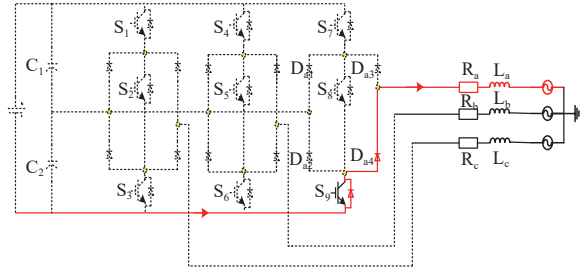 S1 S4 S7
C1 Da1 Da3 Ra La
S2 S5 S8 Rb Lb
C2 Da2 Da4 Rc Lc
S3 S6 S9